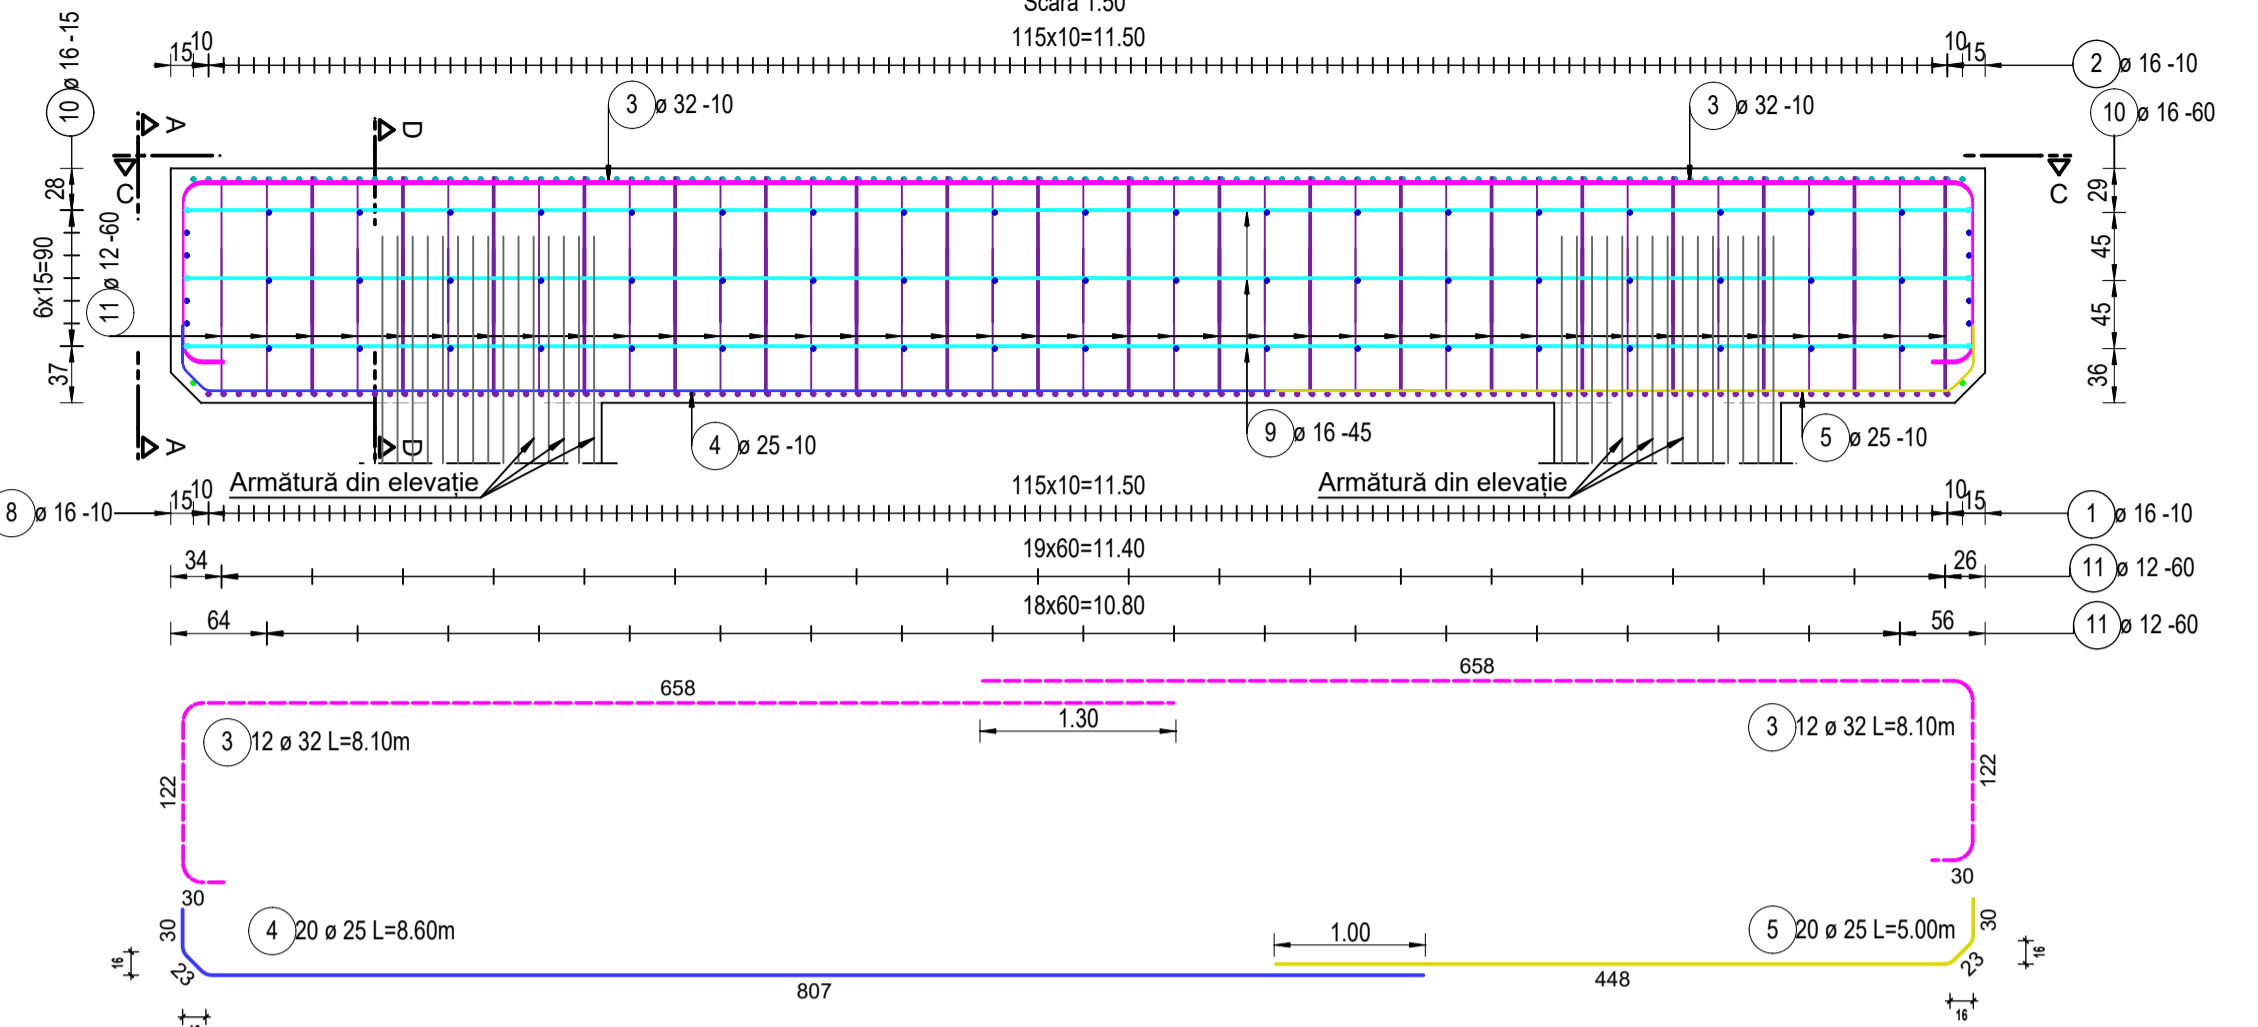 Scara 1:50
115x10=11.50
15 10
10 15
2 ø 16 -10
10 ø 16 -15
3 ø 32 -10
3 ø 32 -10
10 ø 16 -60
A
D
C
C
28
6x15=90
37
11 ø 12 -60
29
45
45
36
A
D
4 ø 25 -10
9 ø 16 -45
5 ø 25 -10
Armătură din elevație
Armătură din elevație
8 ø 16 -10
15 10
115x10=11.50
10 15
1 ø 16 -10
34
19x60=11.40
26
11 ø 12 -60
64
18x60=10.80
56
11 ø 12 -60
658
658
1.30
3 12 ø 32 L=8.10m
3 12 ø 32 L=8.10m
122
122
30
30
30
4 20 ø 25 L=8.60m
1.00
5 20 ø 25 L=5.00m
30
16
23
807
448
23
16
16